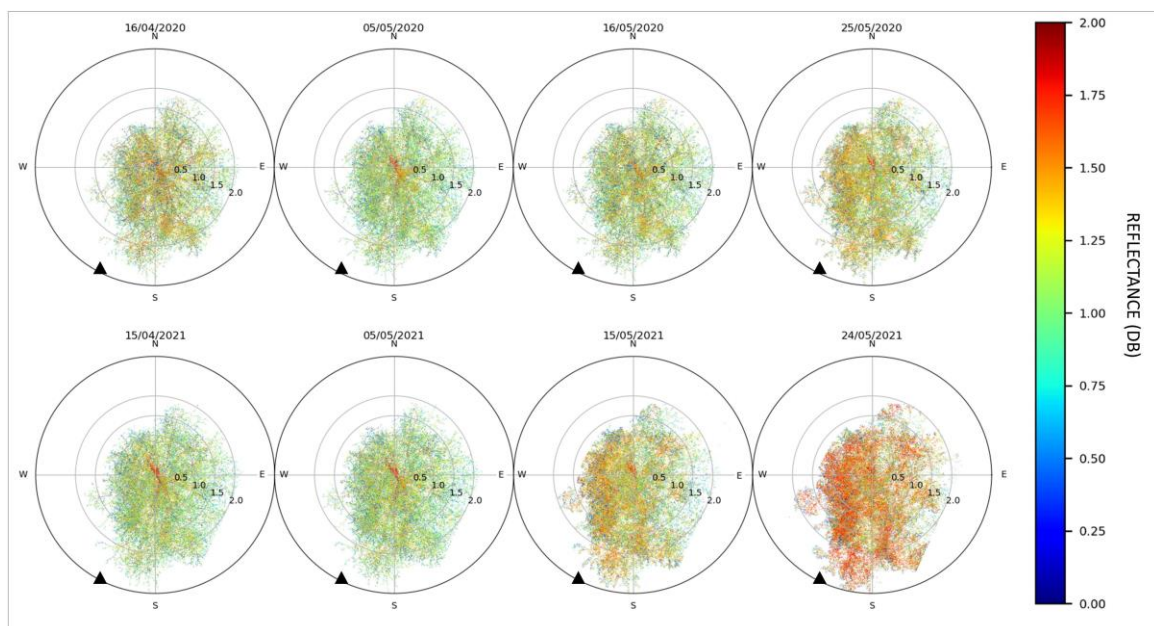 16/04/2020 05/05/2020 16/05/2020 25/05/2020
N N N N
W 0.5 1.0 1.5 2.0 E W 0.5 1.0 1.5 2.0 E W 0.5 1.0 1.5 2.0 E W 0.5 1.0 1.5 2.0 E
S S S S
15/04/2021 05/05/2021 15/05/2021 24/05/2021
N N N N
W 0.5 1.0 1.5 2.0 E W 0.5 1.0 1.5 2.0 E W 0.5 1.0 1.5 2.0 E W 0.5 1.0 1.5 2.0 E
S S S S
2.00
1.75
1.50
1.25
1.00
0.75
0.50
0.25
0.00
REFLECTANCE (DB)